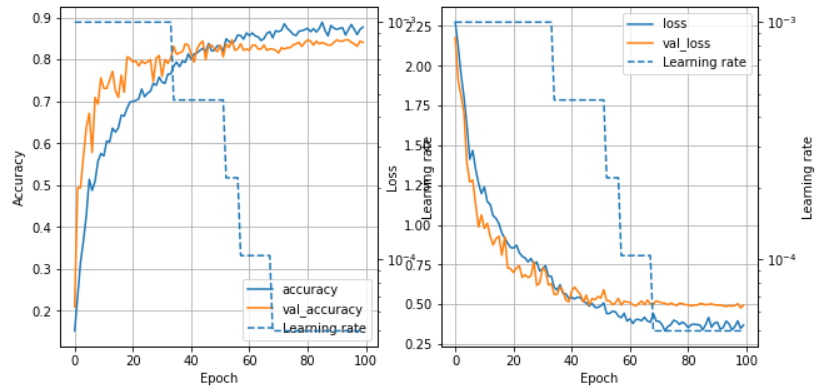 0.9
0.8
0.7
0.6
0.5
0.4
0.3
0.2
Accuracy
0 20 40 60 80 100
Epoch
10⁻³
10⁻⁴
Learning rate
accuracy
val_accuracy
Learning rate
2.25
2.00
1.75
1.50
1.25
1.00
0.75
0.50
0.25
Loss
0 20 40 60 80 100
Epoch
10⁻³
10⁻⁴
Learning rate
loss
val_loss
Learning rate